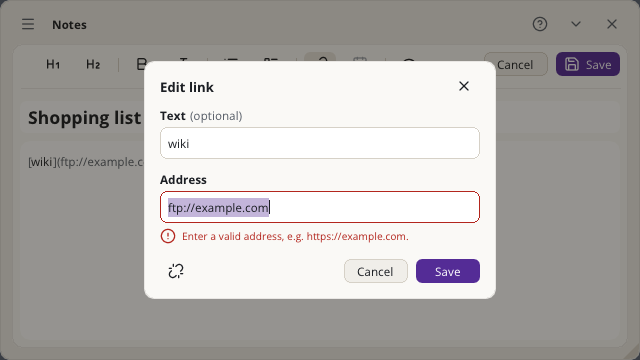 Notes
H1 H2
Cancel Save
Shopping list
[wiki](ftp://example.c
Edit link
Text (optional)
wiki
Address
ftp://example.com
Enter a valid address, e.g. https://example.com.
Cancel Save